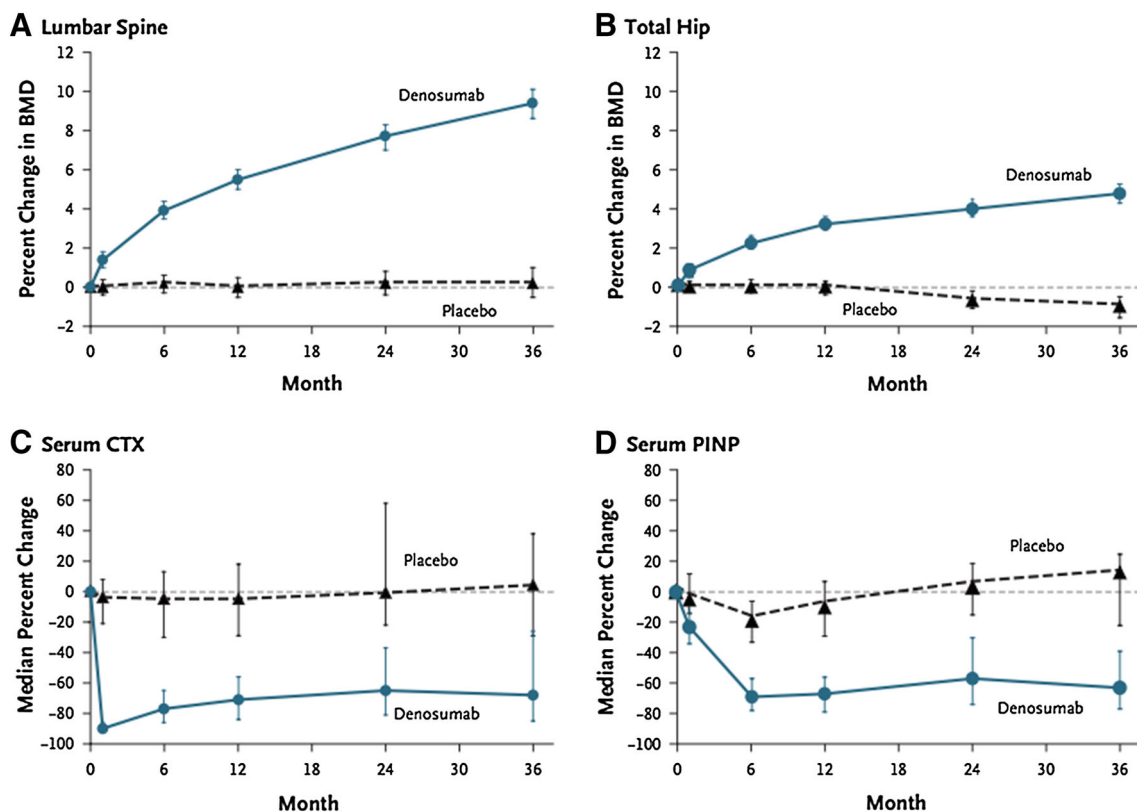 A Lumbar Spine
Percent Change in BMD
12
10
8
6
4
2
0
−2
Denosumab
Placebo
0 6 12 18 24 30 36
Month
B Total Hip
Percent Change in BMD
12
10
8
6
4
2
0
−2
Denosumab
Placebo
0 6 12 18 24 30 36
Month
C Serum CTX
Median Percent Change
80
60
40
20
0
−20
−40
−60
−80
−100
Placebo
Denosumab
0 6 12 18 24 30 36
Month
D Serum PINP
Median Percent Change
80
60
40
20
0
−20
−40
−60
−80
−100
Placebo
Denosumab
0 6 12 18 24 30 36
Month